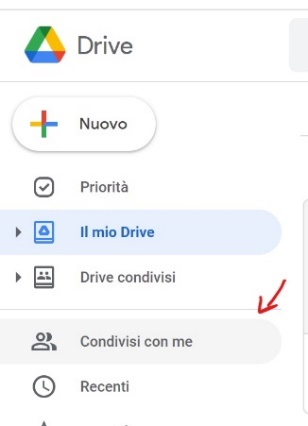 Drive
Nuovo
Priorità
Il mio Drive
Drive condivisi
Condivisi con me
Recenti